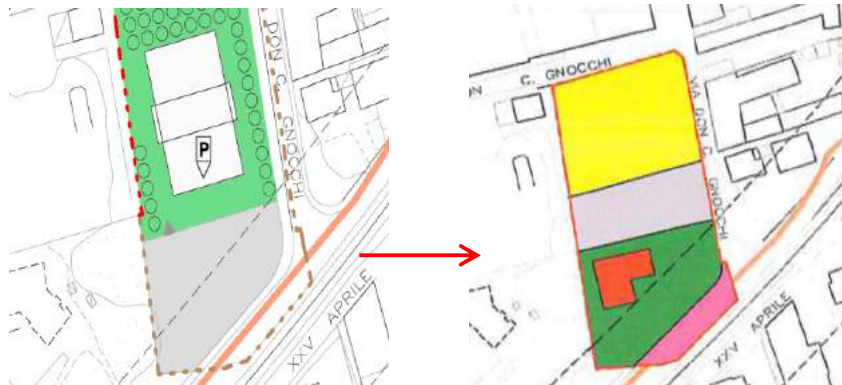 DON C. GNOCCHI
P
XXV APRILE
C. GNOCCHI
VIA DON C. GNOCCHI
XXV APRILE